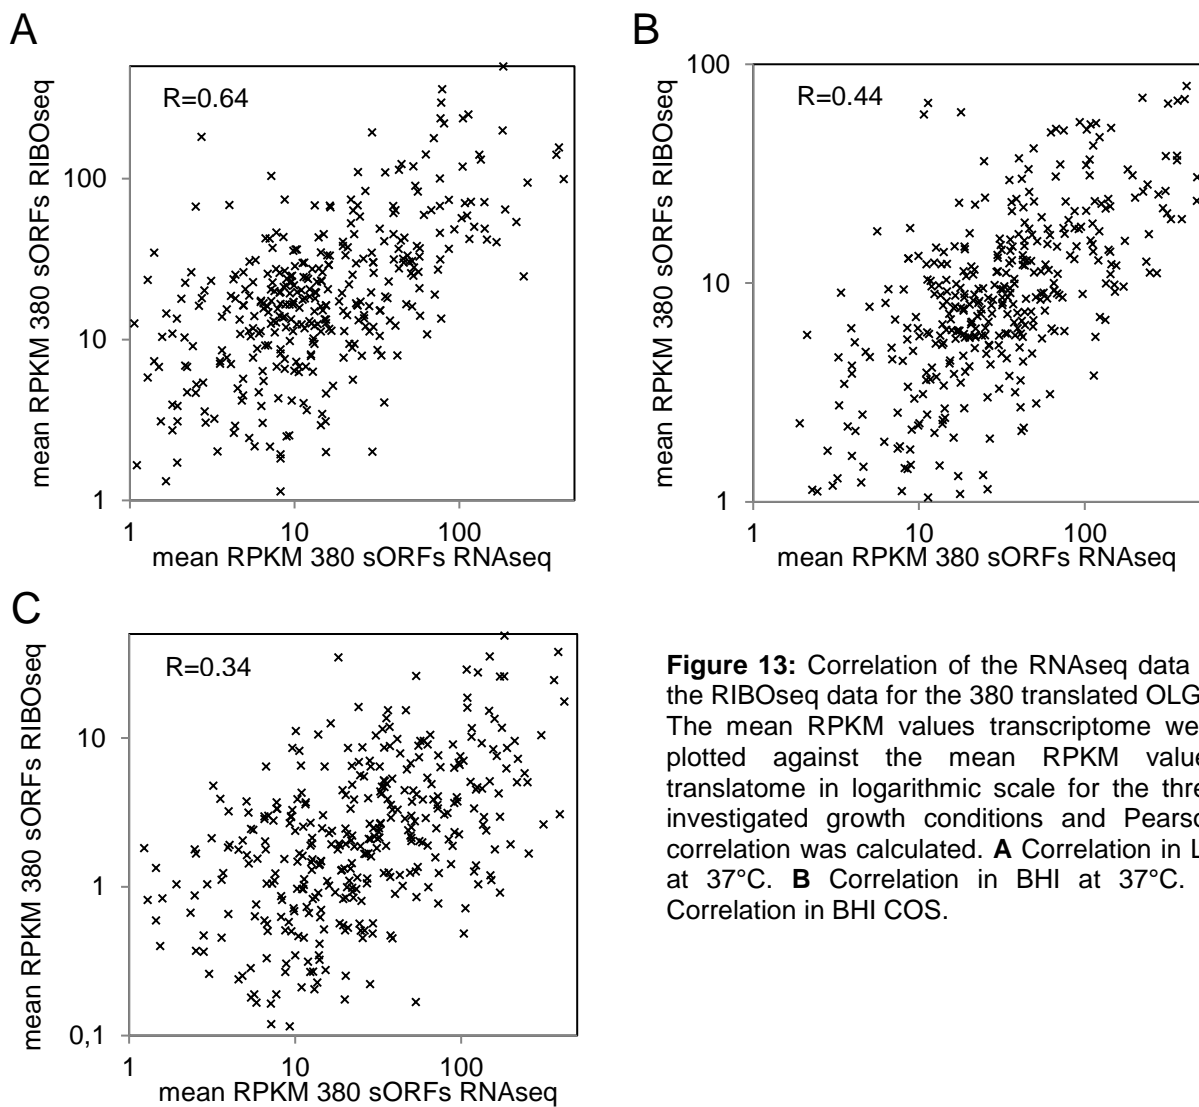 A
R=0.64
mean RPKM 380 sORFs RIBOseq
100
10
1
1
10
100
mean RPKM 380 sORFs RNAseq
B
R=0.44
mean RPKM 380 sORFs RIBOseq
100
10
1
1
10
100
mean RPKM 380 sORFs RNAseq
C
R=0.34
mean RPKM 380 sORFs RIBOseq
10
1
0,1
1
10
100
mean RPKM 380 sORFs RNAseq
Figure 13: Correlation of the RNAseq data
the RIBOseq data for the 380 translated OLG
The mean RPKM values transcriptome we
plotted against the mean RPKM value
translatome in logarithmic scale for the thre
investigated growth conditions and Pearso
correlation was calculated. A Correlation in L
at 37°C. B Correlation in BHI at 37°C.
Correlation in BHI COS.